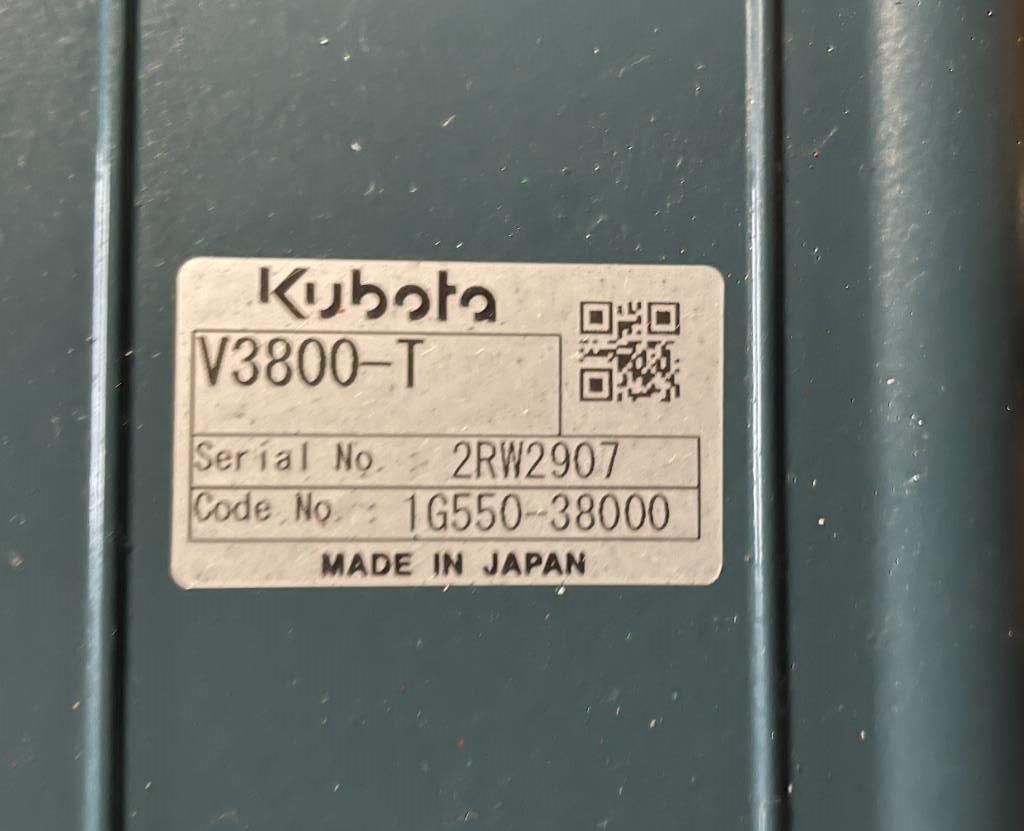 Kubota
V3800-T
Serial No. : 2RW2907
Code No. : 1G550-38000
MADE IN JAPAN